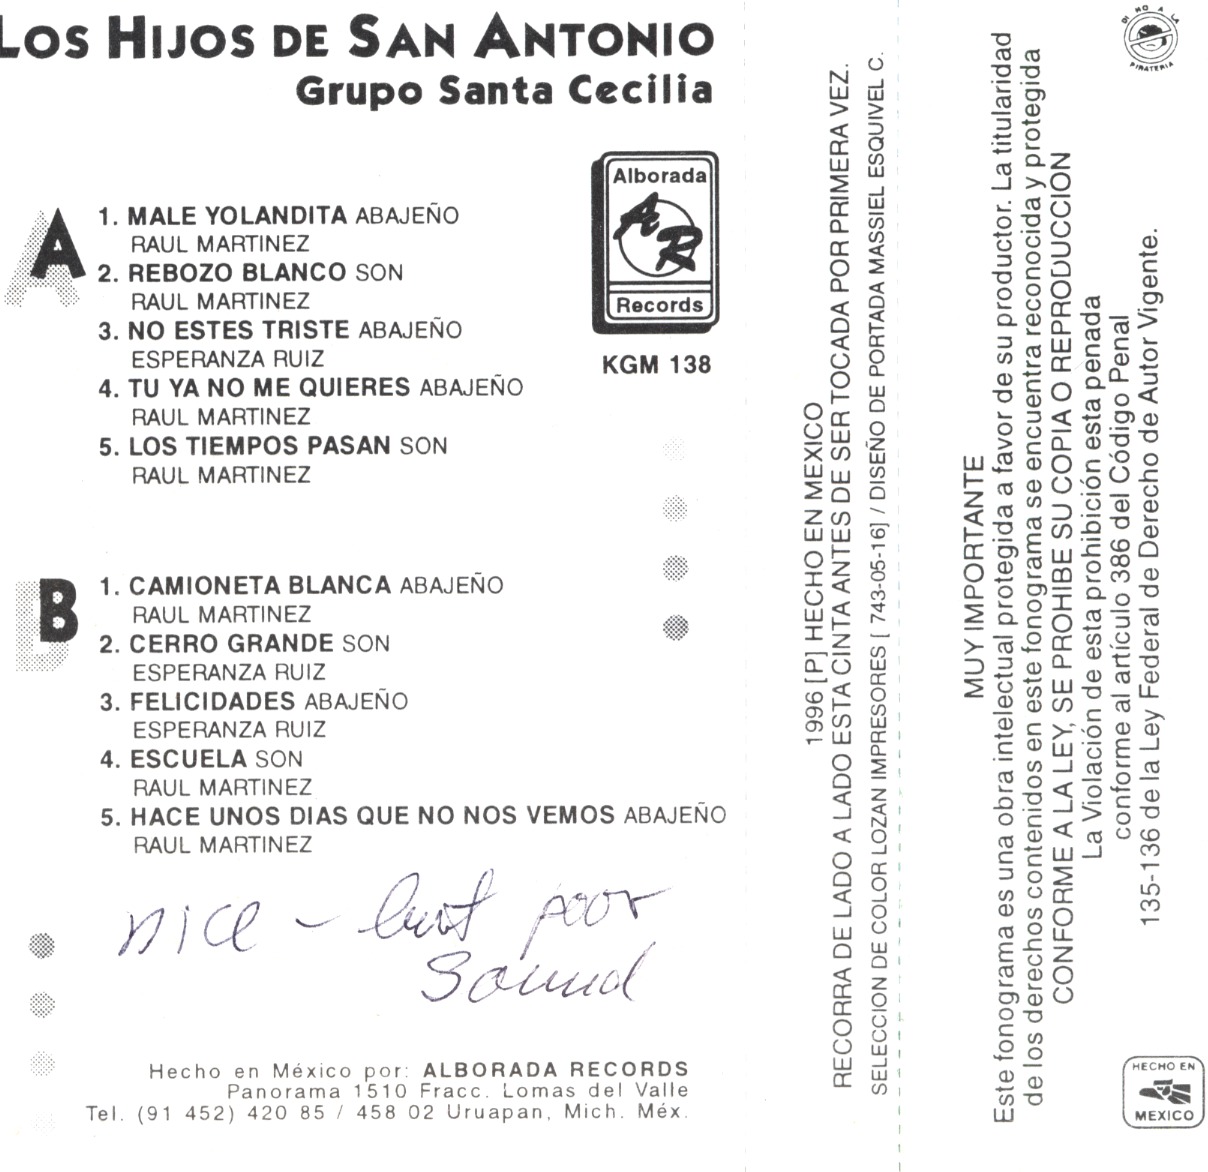 LOS HIJOS DE SAN ANTONIO
Grupo Santa Cecilia
Alborada
AR
Records
KGM 138
A
1. MALE YOLANDITA ABAJEÑO
RAUL MARTINEZ
2. REBOZO BLANCO SON
RAUL MARTINEZ
3. NO ESTES TRISTE ABAJEÑO
ESPERANZA RUIZ
4. TU YA NO ME QUIERES ABAJEÑO
RAUL MARTINEZ
5. LOS TIEMPOS PASAN SON
RAUL MARTINEZ
B
1. CAMIONETA BLANCA ABAJEÑO
RAUL MARTINEZ
2. CERRO GRANDE SON
ESPERANZA RUIZ
3. FELICIDADES ABAJEÑO
ESPERANZA RUIZ
4. ESCUELA SON
RAUL MARTINEZ
5. HACE UNOS DIAS QUE NO NOS VEMOS ABAJEÑO
RAUL MARTINEZ
nice - but poor
sound
Hecho en México por: ALBORADA RECORDS
Panorama 1510 Fracc. Lomas del Valle
Tel. (91 452) 420 85 / 458 02 Uruapan, Mich. Méx.
1996 [P] HECHO EN MEXICO
RECORRA DE LADO A LADO ESTA CINTA ANTES DE SER TOCADA POR PRIMERA VEZ.
SELECCION DE COLOR LOZAN IMPRESORES [ 743-05-16] / DISEÑO DE PORTADA MASSIEL ESQUIVEL C.
MUY IMPORTANTE
Este fonograma es una obra intelectual protegida a favor de su productor. La titularidad
de los derechos contenidos en este fonograma se encuentra reconocida y protegida
CONFORME A LA LEY, SE PROHIBE SU COPIA O REPRODUCCION
La Violación de esta prohibición esta penada
conforme al artículo 386 del Código Penal
135-136 de la Ley Federal de Derecho de Autor Vigente.
DI NO A LA
PIRATERIA
HECHO EN
MEXICO